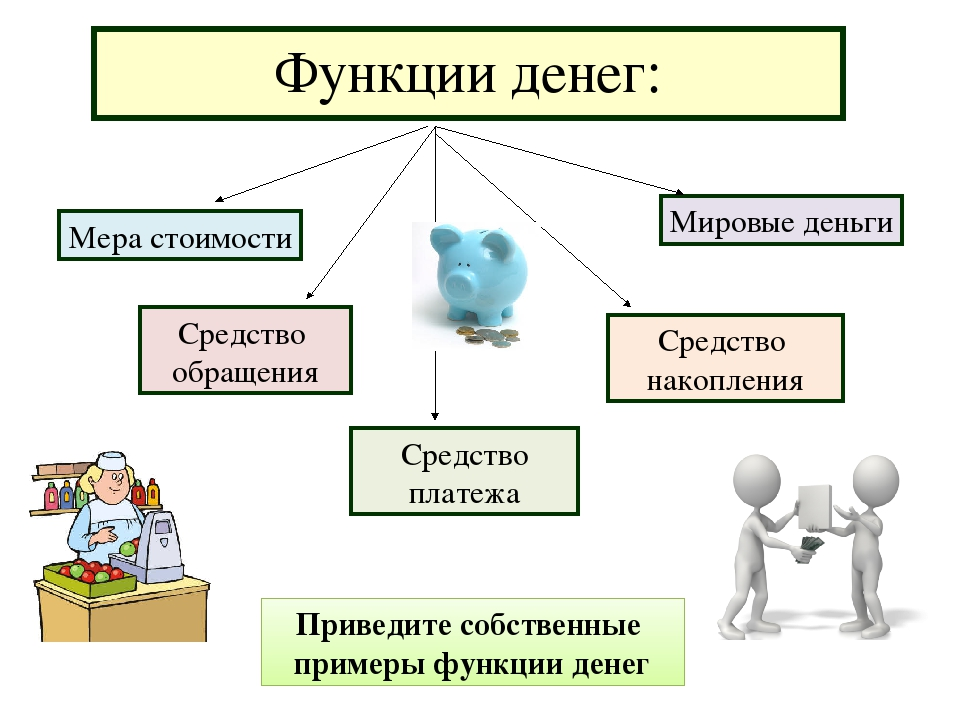 Функции денег:
Мера стоимости
Мировые деньги
Средство
обращения
Средство
накопления
Средство
платежа
Приведите собственные
примеры функции денег